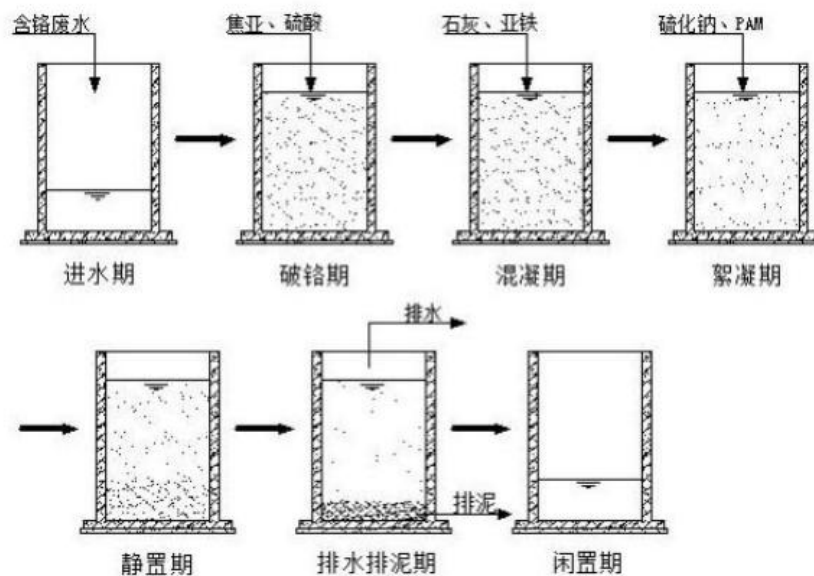 含铬废水
焦亚、硫酸
石灰、亚铁
硫化钠、PAM
进水期
破铬期
混凝期
絮凝期
排水
排泥
静置期
排水排泥期
闲置期